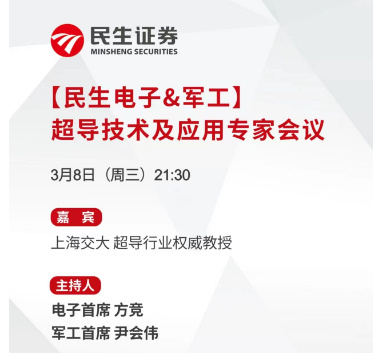 民生证券
MINSHENG SECURITIES
【民生电子&军工】
超导技术及应用专家会议
3月8日（周三）21:30
嘉 宾
上海交大 超导行业权威教授
主持人
电子首席 方竞
军工首席 尹会伟